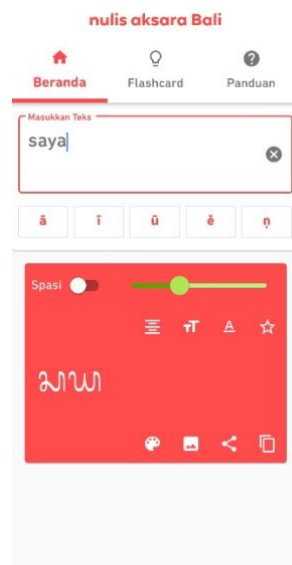 nulis aksara Bali
Beranda Flashcard Panduan
Masukkan Teks
saya
ā ī û ě ṇ
Spasi
ᬲᬬ